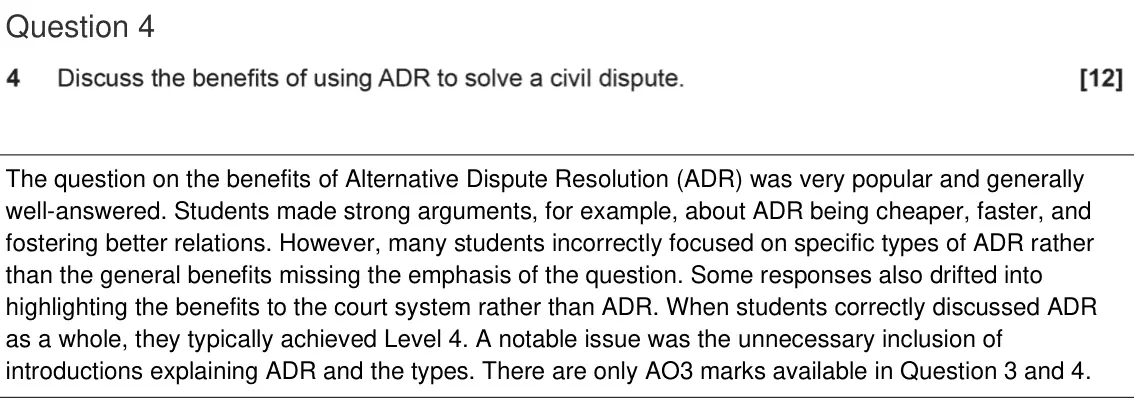 Question 4
4 Discuss the benefits of using ADR to solve a civil dispute. [12]
The question on the benefits of Alternative Dispute Resolution (ADR) was very popular and generally
well-answered. Students made strong arguments, for example, about ADR being cheaper, faster, and
fostering better relations. However, many students incorrectly focused on specific types of ADR rather
than the general benefits missing the emphasis of the question. Some responses also drifted into
highlighting the benefits to the court system rather than ADR. When students correctly discussed ADR
as a whole, they typically achieved Level 4. A notable issue was the unnecessary inclusion of
introductions explaining ADR and the types. There are only AO3 marks available in Question 3 and 4.